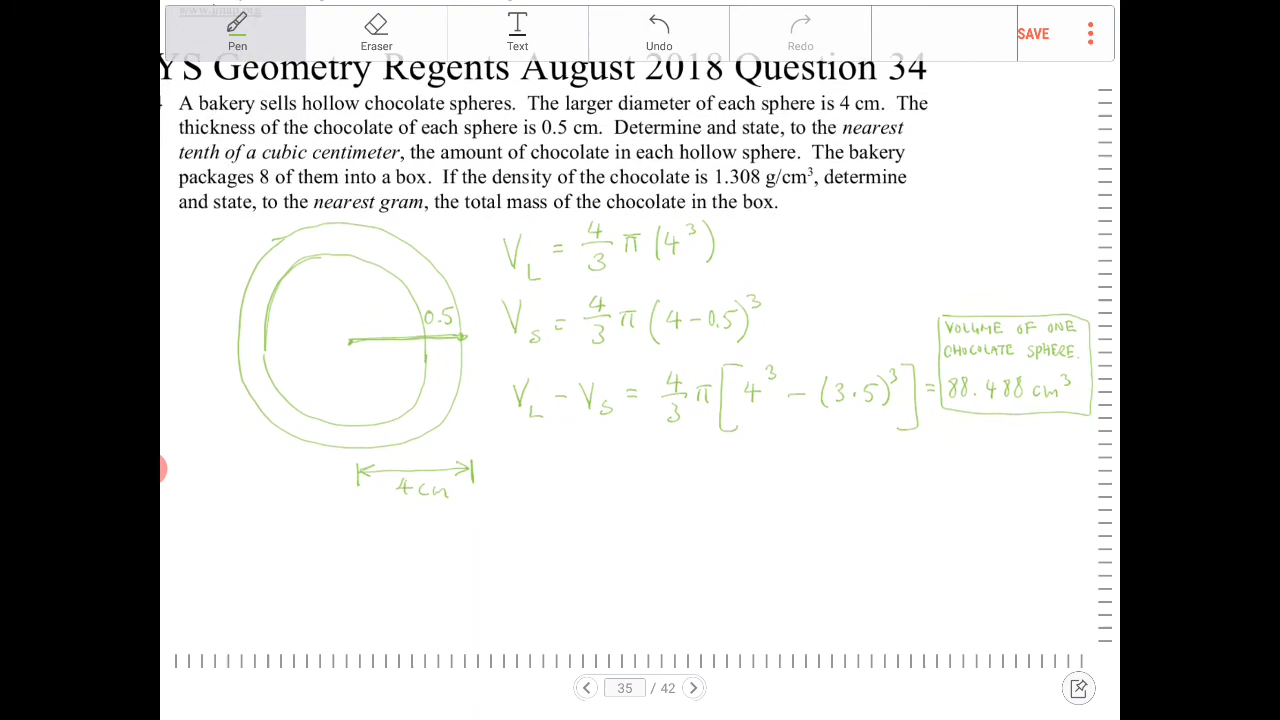 Pen
Eraser
Text
Undo
Redo
SAVE
YS Geometry Regents August 2018 Question 34
A bakery sells hollow chocolate spheres. The larger diameter of each sphere is 4 cm. The
thickness of the chocolate of each sphere is 0.5 cm. Determine and state, to the nearest
tenth of a cubic centimeter, the amount of chocolate in each hollow sphere. The bakery
packages 8 of them into a box. If the density of the chocolate is 1.308 g/cm³, determine
and state, to the nearest gram, the total mass of the chocolate in the box.
V_L = 4/3 π (4³)
0.5
V_S = 4/3 π (4 - 0.5)³
V_L - V_S = 4/3 π [4³ - (3.5)³] =
VOLUME OF ONE
CHOCOLATE SPHERE.
88.488 cm³
4 cm
35 / 42